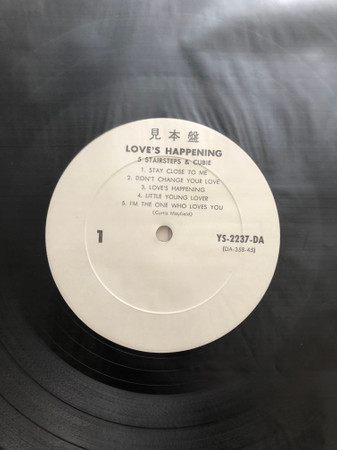 見本盤
LOVE'S HAPPENING
5 STAIRSTEPS & CUBIE
1. STAY CLOSE TO ME
2. DON'T CHANGE YOUR LOVE
3. LOVE'S HAPPENING
4. LITTLE YOUNG LOVER
5. I'M THE ONE WHO LOVES YOU
(Curtis Mayfield)
1
YS-2237-DA
(DA-558-45)